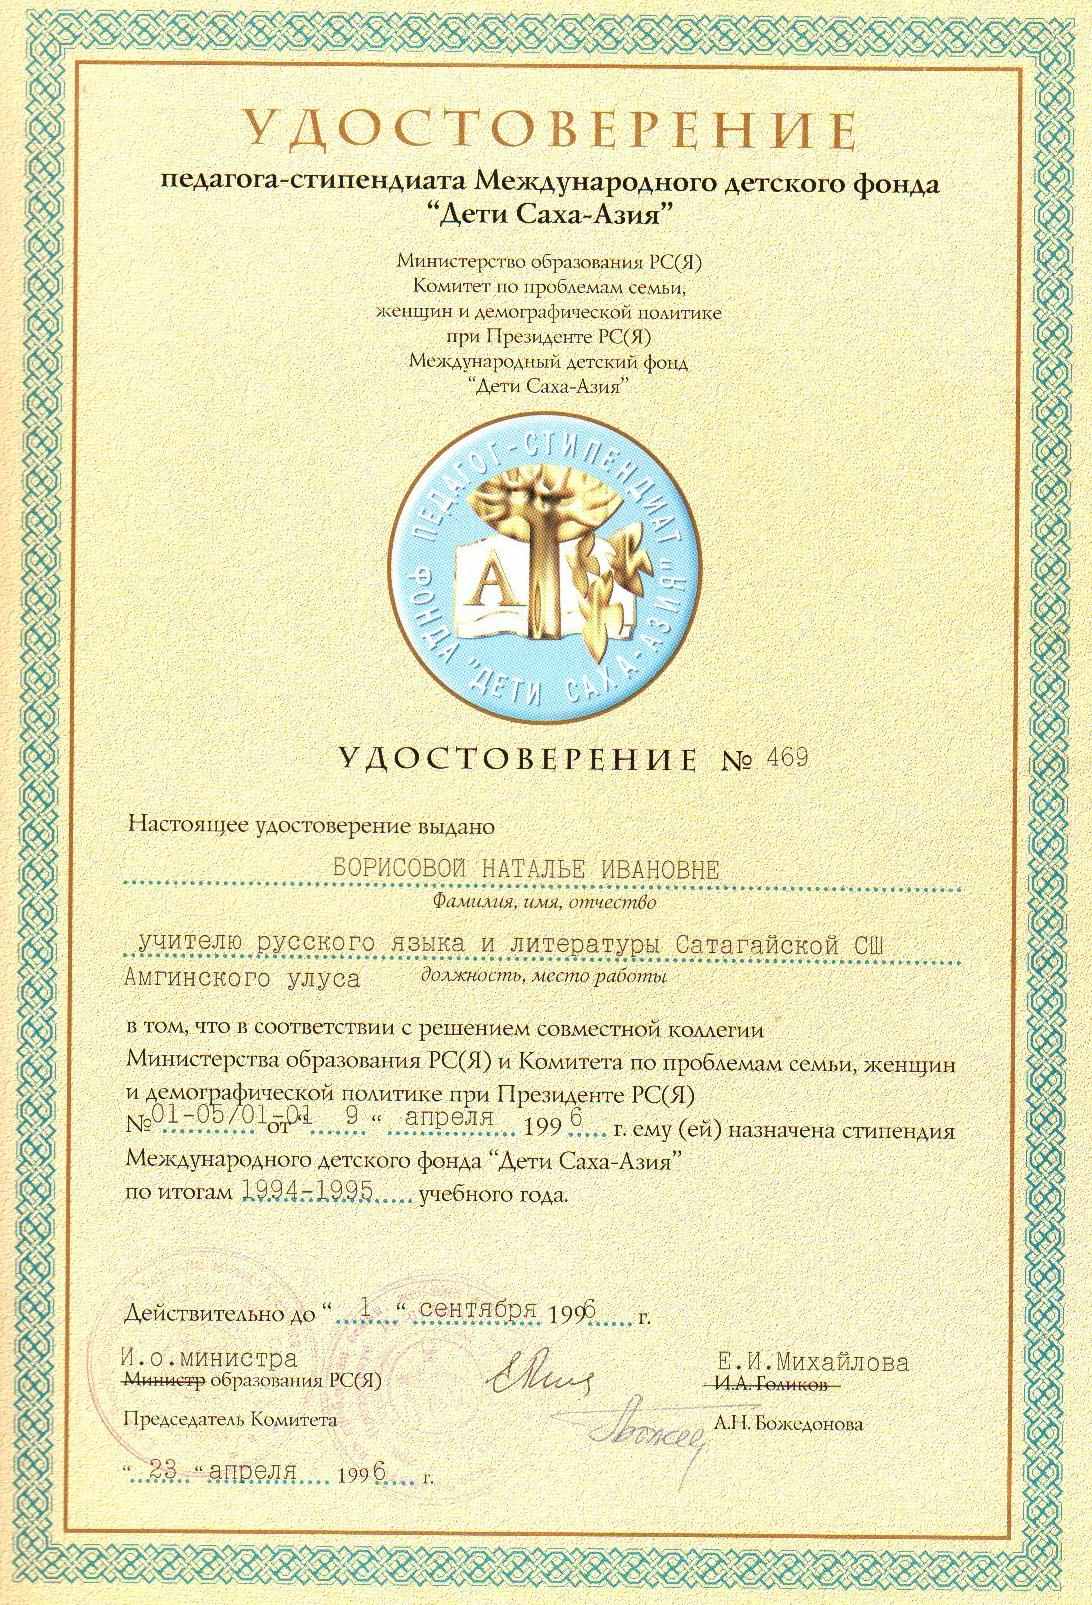 УДОСТОВЕРЕНИЕ
педагога-стипендиата Международного детского фонда
“Дети Саха-Азия”
Министерство образования РС(Я)
Комитет по проблемам семьи,
женщин и демографической политике
при Президенте РС(Я)
Международный детский фонд
“Дети Саха-Азия”
ПЕДАГОГ-СТИПЕНДИАТ
ФОНДА "ДЕТИ САХА-АЗИЯ"
А
УДОСТОВЕРЕНИЕ № 469
Настоящее удостоверение выдано
БОРИСОВОЙ НАТАЛЬЕ ИВАНОВНЕ
Фамилия, имя, отчество
учителю русского языка и литературы Сатагайской СШ
Амгинского улуса должность, место работы
в том, что в соответствии с решением совместной коллегии
Министерства образования РС(Я) и Комитета по проблемам семьи, женщин
и демографической политике при Президенте РС(Я)
№01-05/01-01 от “ 9 “ апреля 1996 г. ему (ей) назначена стипендия
Международного детского фонда “Дети Саха-Азия”
по итогам 1994-1995 учебного года.
Действительно до “ 1 “ сентября 1996 г.
И.о.министра Е.И.Михайлова
Министр образования РС(Я) И.А. Голиков
Председатель Комитета А.Н. Божедонова
“ 23 “ апреля 1996 г.